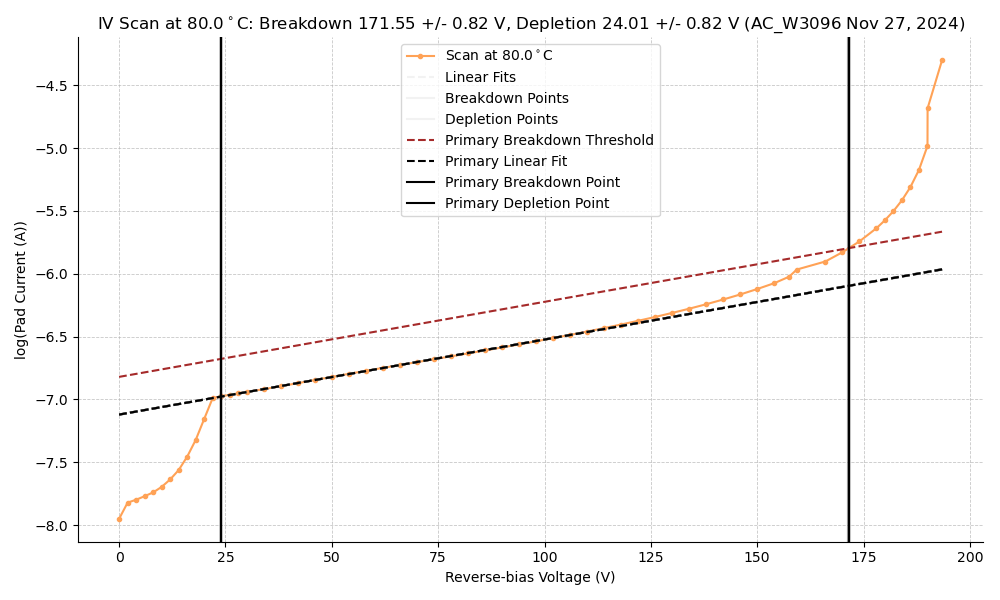 IV Scan at 80.0°C: Breakdown 171.55 +/- 0.82 V, Depletion 24.01 +/- 0.82 V (AC_W3096 Nov 27, 2024)
Scan at 80.0°C
Linear Fits
Breakdown Points
Depletion Points
Primary Breakdown Threshold
Primary Linear Fit
Primary Breakdown Point
Primary Depletion Point
log(Pad Current (A))
−4.5
−5.0
−5.5
−6.0
−6.5
−7.0
−7.5
−8.0
0 25 50 75 100 125 150 175 200
Reverse-bias Voltage (V)